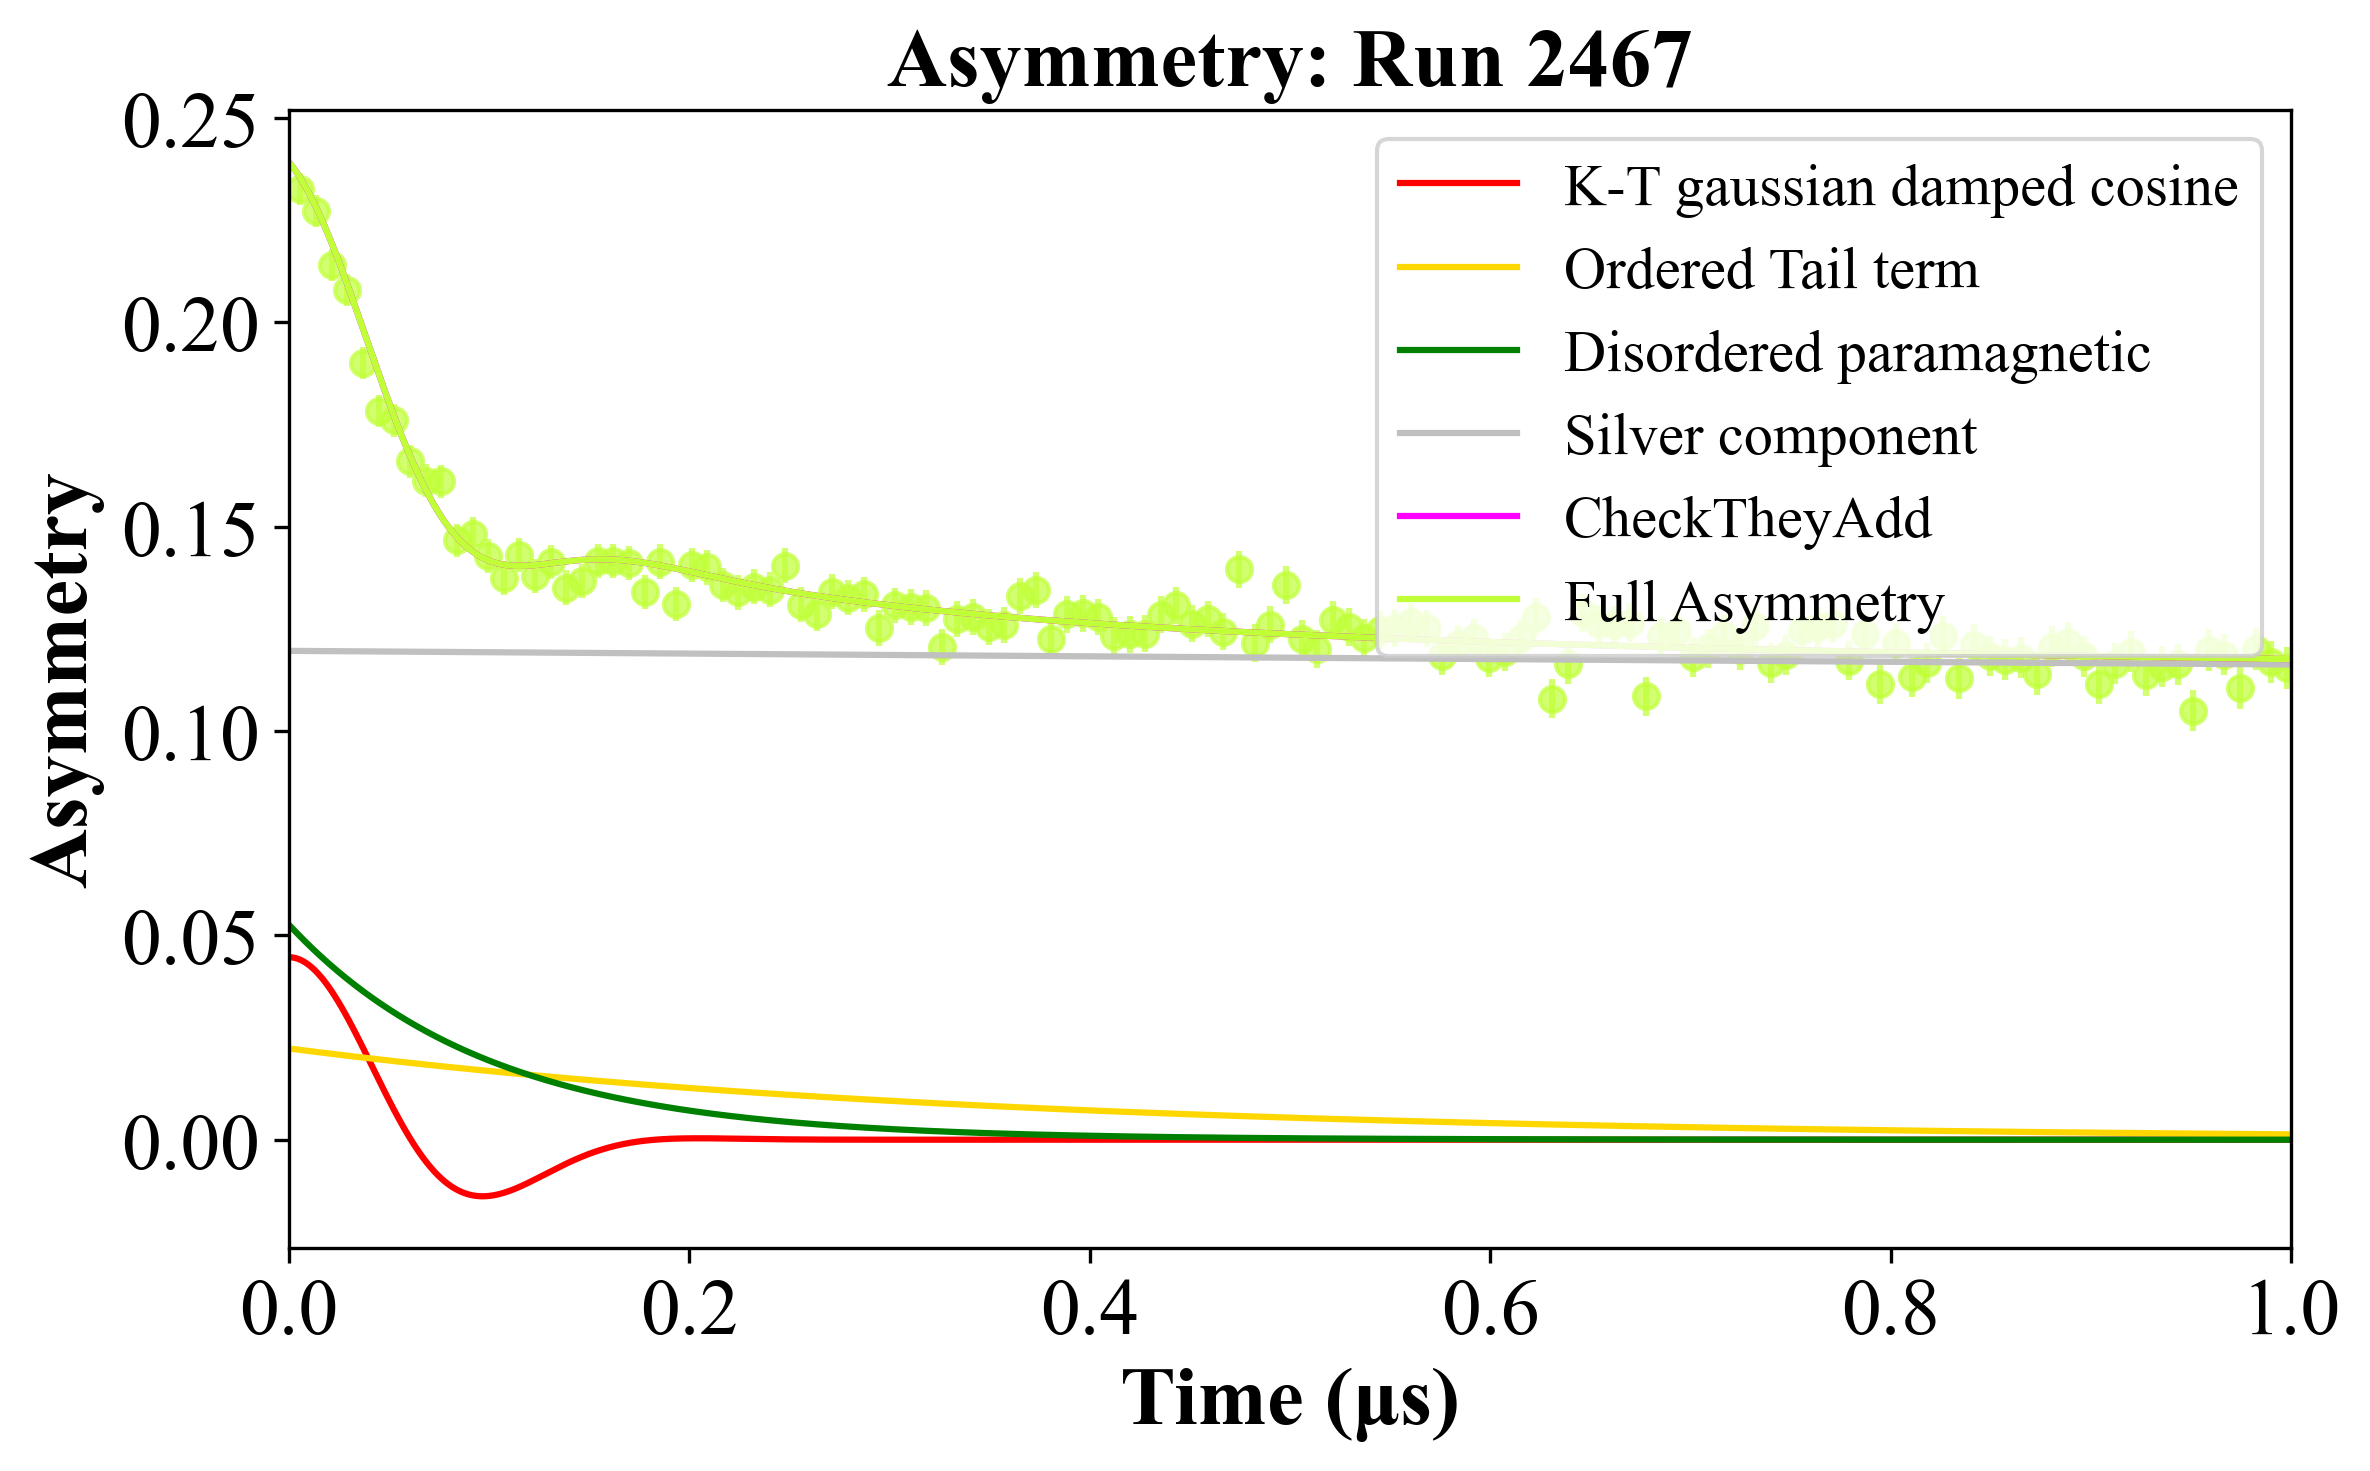 Asymmetry: Run 2467
0.25
0.20
0.15
0.10
0.05
0.00
Asymmetry
K-T gaussian damped cosine
Ordered Tail term
Disordered paramagnetic
Silver component
CheckTheyAdd
Full Asymmetry
0.0 0.2 0.4 0.6 0.8 1.0
Time (μs)